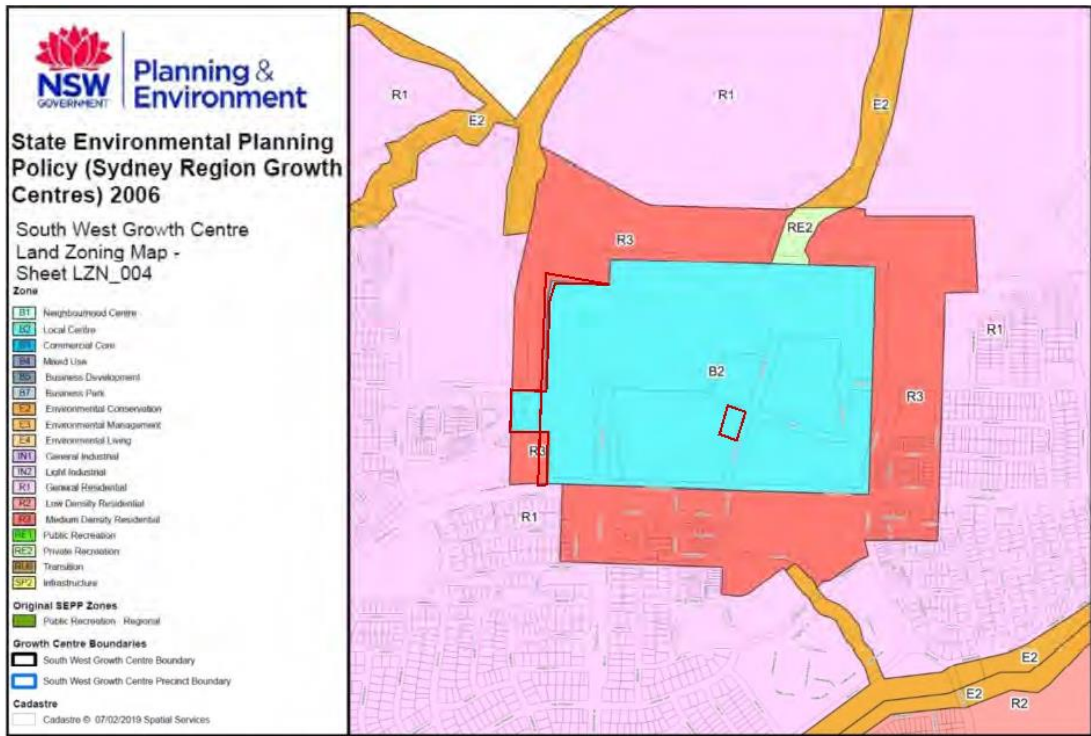 NSW
GOVERNMENT
Planning &
Environment
State Environmental Planning
Policy (Sydney Region Growth
Centres) 2006
South West Growth Centre
Land Zoning Map -
Sheet LZN_004
Zone
B1 Neighbourhood Centre
B2 Local Centre
B3 Commercial Core
B4 Mixed Use
B5 Business Development
B7 Business Park
E2 Environmental Conservation
E3 Environmental Management
E4 Environmental Living
IN1 General Industrial
IN2 Light Industrial
R1 General Residential
R2 Low Density Residential
R3 Medium Density Residential
RE1 Public Recreation
RE2 Private Recreation
RU6 Transition
SP2 Infrastructure
Original SEPP Zones
Public Recreation - Regional
Growth Centre Boundaries
South West Growth Centre Boundary
South West Growth Centre Precinct Boundary
Cadastre
Cadastre © 07/02/2019 Spatial Services
R1
R1
E2
E2
RE2
R3
R1
B2
R3
R3
R1
E2
E2
R2